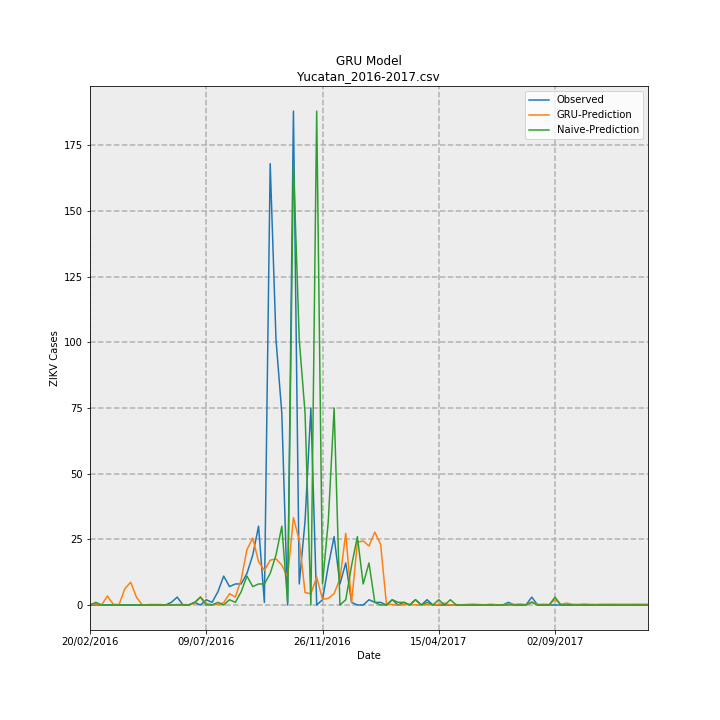 GRU Model
Yucatan_2016-2017.csv
Observed
GRU-Prediction
Naive-Prediction
175
150
125
100
75
50
25
0
ZIKV Cases
20/02/2016 09/07/2016 26/11/2016 15/04/2017 02/09/2017
Date